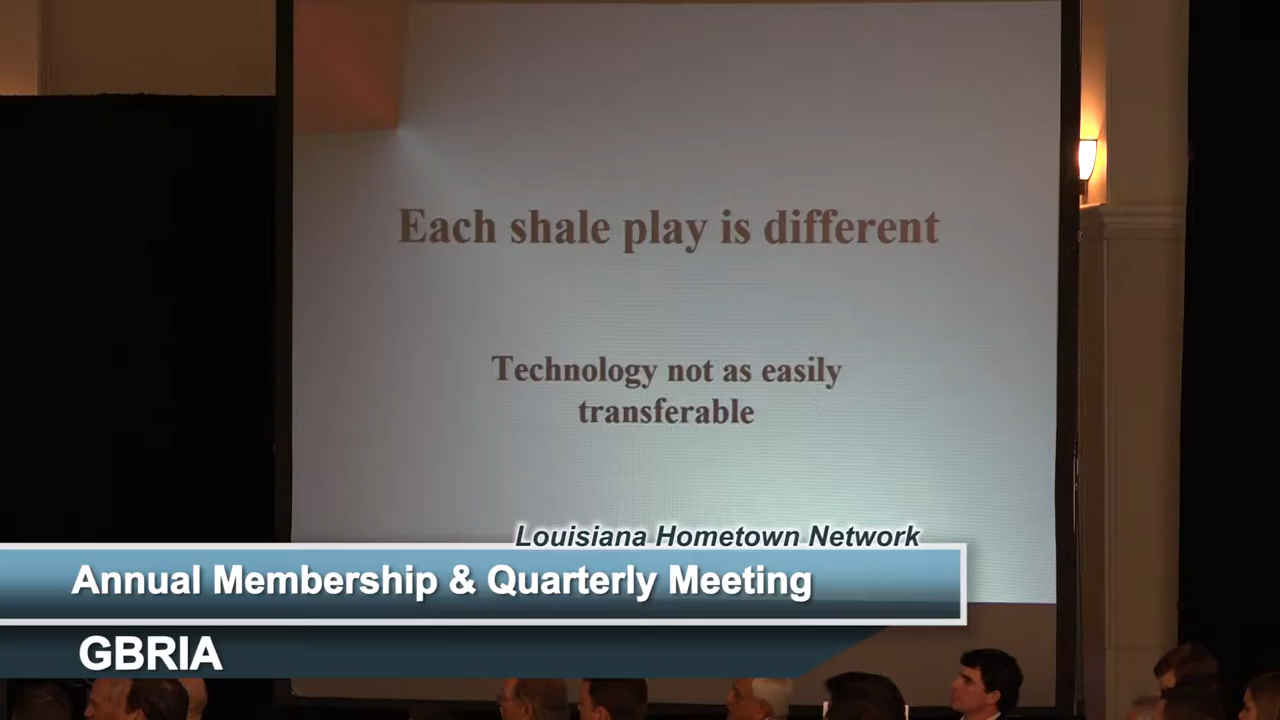 Each shale play is different
Technology not as easily
transferable
Louisiana Hometown Network
Annual Membership & Quarterly Meeting
GBRIA